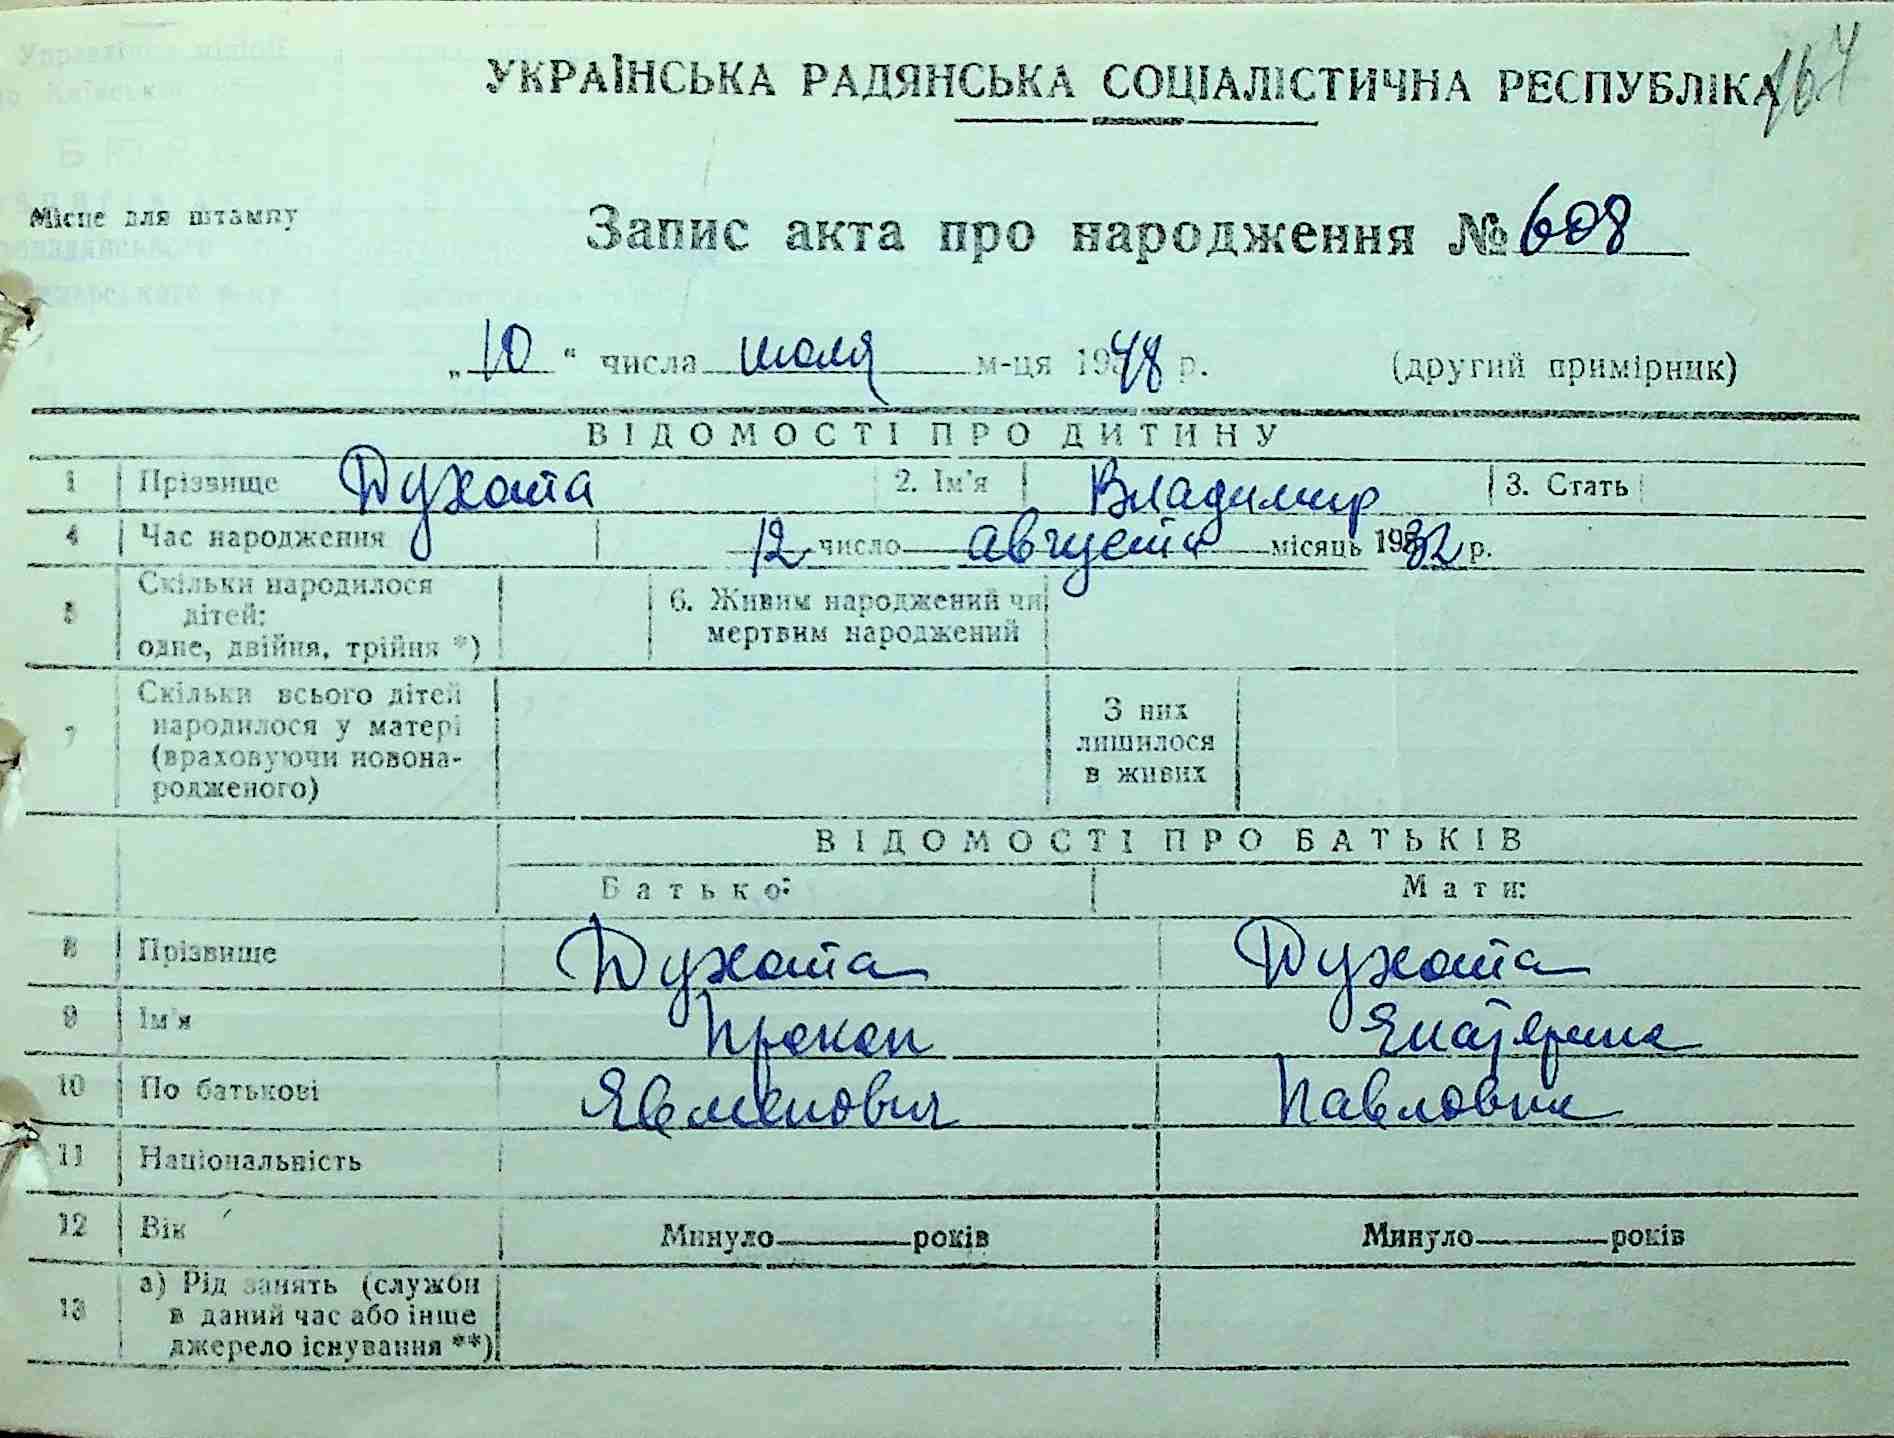 164
УКРАЇНСЬКА РАДЯНСЬКА СОЦІАЛІСТИЧНА РЕСПУБЛІКА
Місце для штампу
Запис акта про народження № 608
„10“ числа июля м-ця 1948 р. (другий примірник)
ВІДОМОСТІ ПРО ДИТИНУ
1 Прізвище Духота 2. Ім'я Владимир 3. Стать
4 Час народження 12 число августа місяць 1932 р.
5 Скільки народилося дітей: одне, двійня, трійня *) 6. Живим народжений чи мертвим народжений
7 Скільки всього дітей народилося у матері (враховуючи новонародженого) З них лишилося в живих
ВІДОМОСТІ ПРО БАТЬКІВ
Батько: Мати:
8 Прізвище Духота Духота
9 Ім'я Прокоп Екатерина
10 По батькові Явменович Павловна
11 Національність
12 Вік Минуло років Минуло років
13 а) Рід занять (служби в даний час або інше джерело існування **)